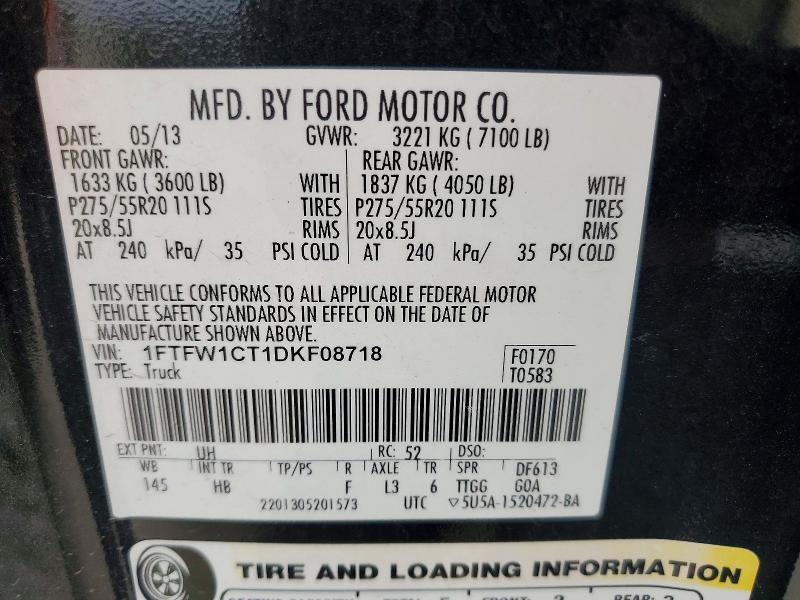 MFD. BY FORD MOTOR CO.
DATE: 05/13 GVWR: 3221 KG ( 7100 LB)
FRONT GAWR: REAR GAWR:
1633 KG ( 3600 LB) WITH 1837 KG ( 4050 LB) WITH
P275/55R20 111S TIRES P275/55R20 111S TIRES
20x8.5J RIMS 20x8.5J RIMS
AT 240 kPa/ 35 PSI COLD AT 240 kPa/ 35 PSI COLD
THIS VEHICLE CONFORMS TO ALL APPLICABLE FEDERAL MOTOR
VEHICLE SAFETY STANDARDS IN EFFECT ON THE DATE OF
MANUFACTURE SHOWN ABOVE.
VIN: 1FTFW1CT1DKF08718 F0170
TYPE: Truck T0583
EXT PNT: UH RC: 52 DSO:
WB INT TR TP/PS R AXLE TR SPR DF613
145 HB F L3 6 TTGG GOA
2201305201573 UTC ▽5U5A-1520472-BA
TIRE AND LOADING INFORMATION